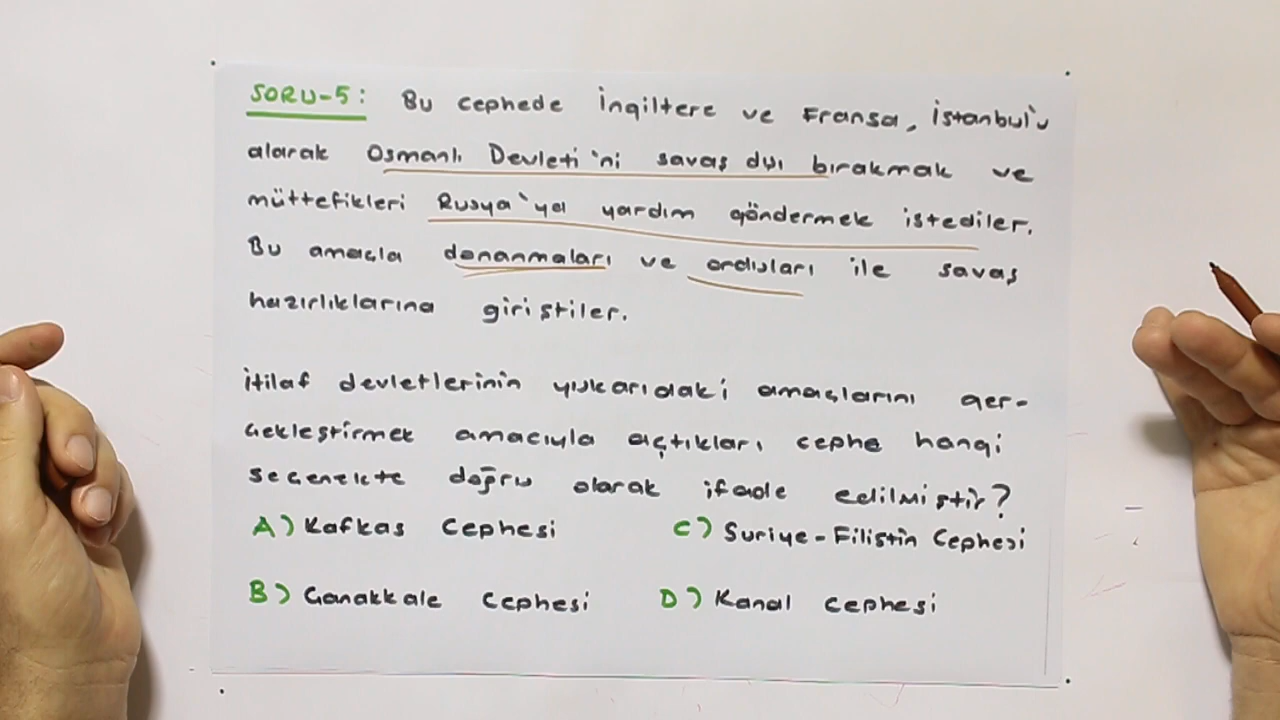 SORU-5: Bu cephede İngiltere ve Fransa, İstanbul'u
alarak Osmanlı Devleti'ni savaş dışı bırakmak ve
müttefikleri Rusya'ya yardım göndermek istediler.
Bu amaçla donanmaları ve orduları ile savaş
hazırlıklarına giriştiler.
İtilaf devletlerinin yukarıdaki amaçlarını ger-
çekleştirmek amacıyla açtıkları cephe hangi
seçenekte doğru olarak ifade edilmiştir?
A) Kafkas Cephesi
C) Suriye-Filistin Cephesi
B) Çanakkale Cephesi
D) Kanal Cephesi